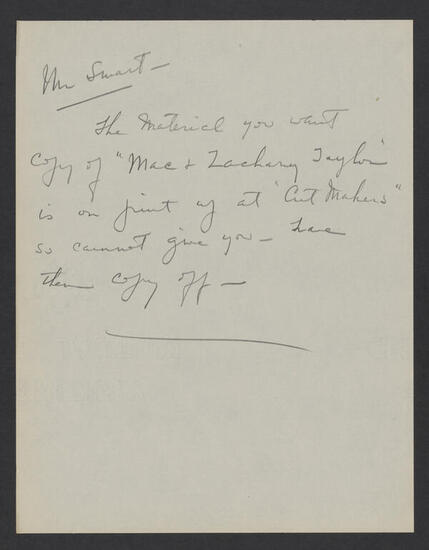 Mr Smart —
The Material you want
Copy of "Mac & Zachary Taylor"
is on print up at "Cut Makers"
so cannot give you — have
them copy off —